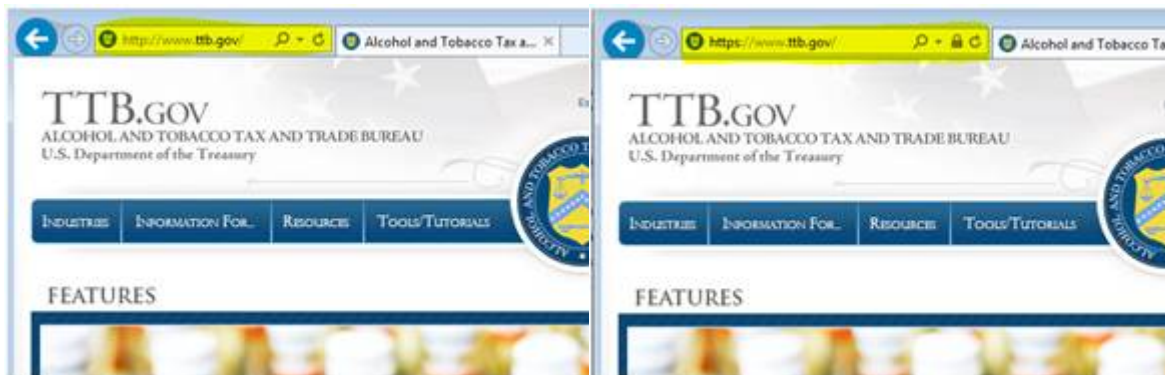 http://www.ttb.gov/
Alcohol and Tobacco Tax a...
TTB.GOV
ALCOHOL AND TOBACCO TAX AND TRADE BUREAU
U.S. Department of the Treasury
INDUSTRIES INFORMATION FOR... RESOURCES TOOLS/TUTORIALS
FEATURES
https://www.ttb.gov/
Alcohol and Tobacco Ta
TTB.GOV
ALCOHOL AND TOBACCO TAX AND TRADE BUREAU
U.S. Department of the Treasury
INDUSTRIES INFORMATION FOR... RESOURCES TOOLS/TUTORIALS
FEATURES